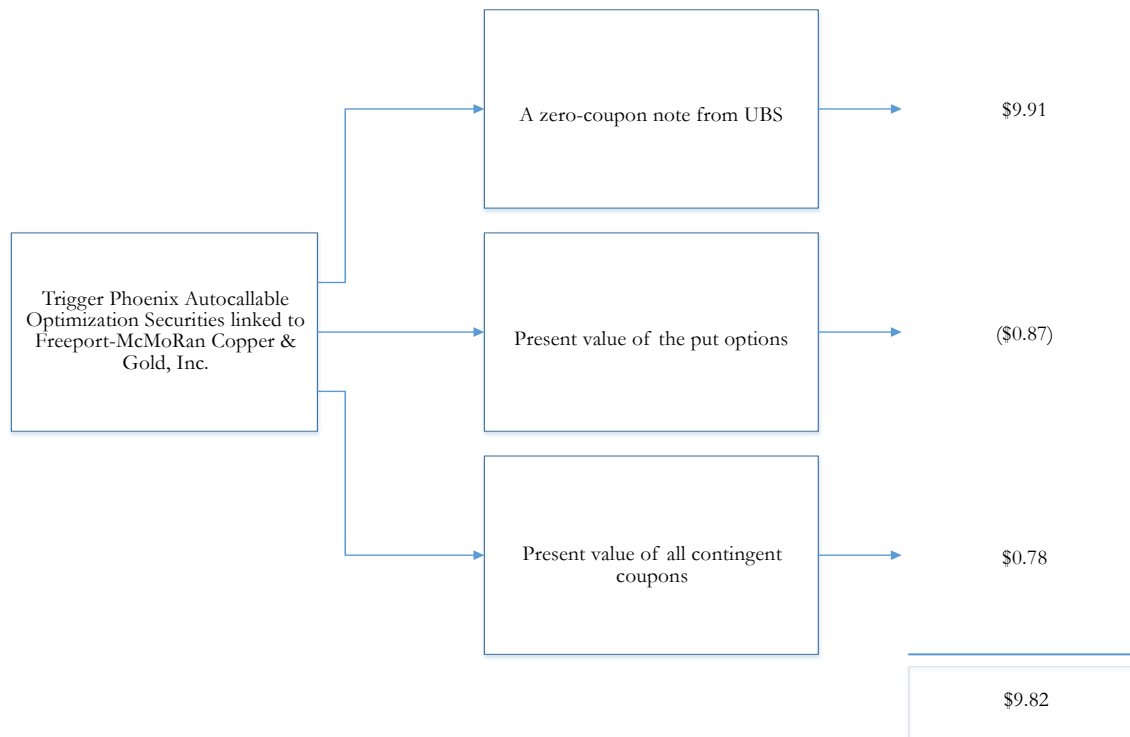 A zero-coupon note from UBS
$9.91
Trigger Phoenix Autocallable
Optimization Securities linked to
Freeport-McMoRan Copper &
Gold, Inc.
Present value of the put options
($0.87)
Present value of all contingent
coupons
$0.78
$9.82